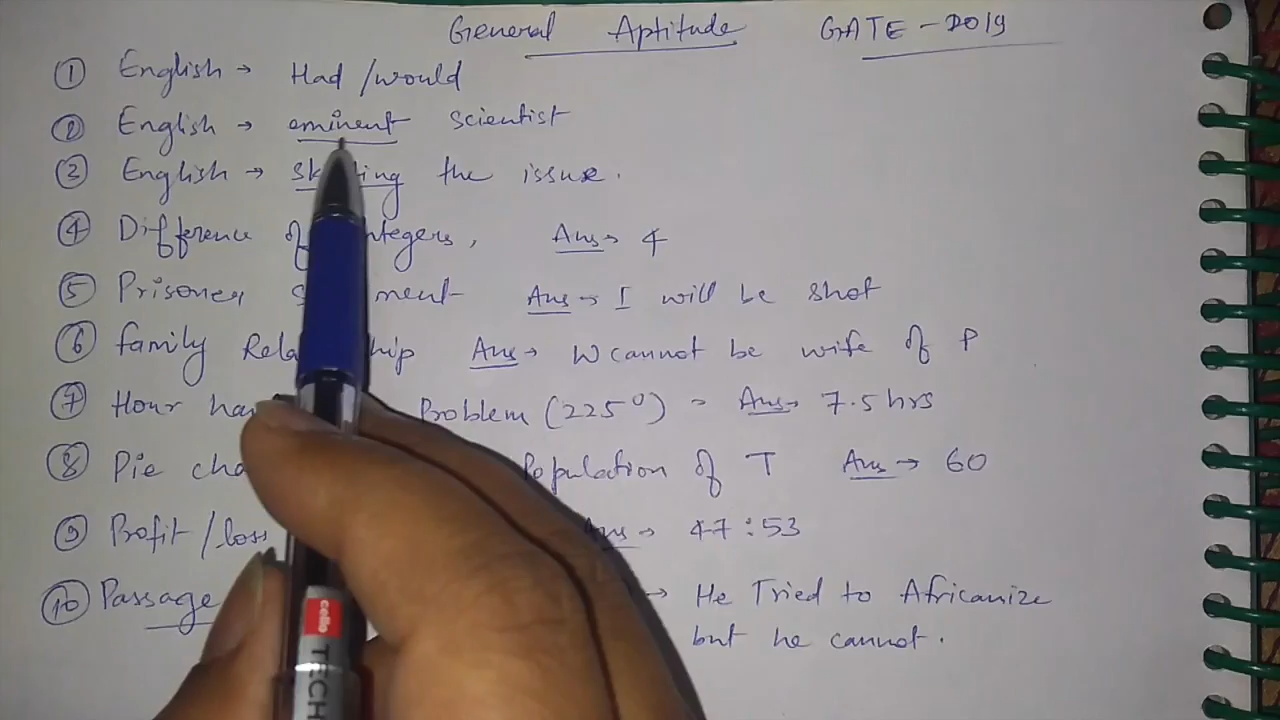 General Aptitude GATE-2019
① English → Had /would
② English → eminent scientist
③ English → the issue.
④ Difference of Integers, Ans → 4
⑤ Prisoner Ans → I will be shot
⑥ family Ans → W cannot be wife of P
⑦ Hour Problem (225°) - Ans → 7.5 hrs
⑧ Pie Population of T Ans → 60
⑨ Profit/loss Ans → 47:53
⑩ Passage → He Tried to Africanize
but he cannot.
cello
TECH